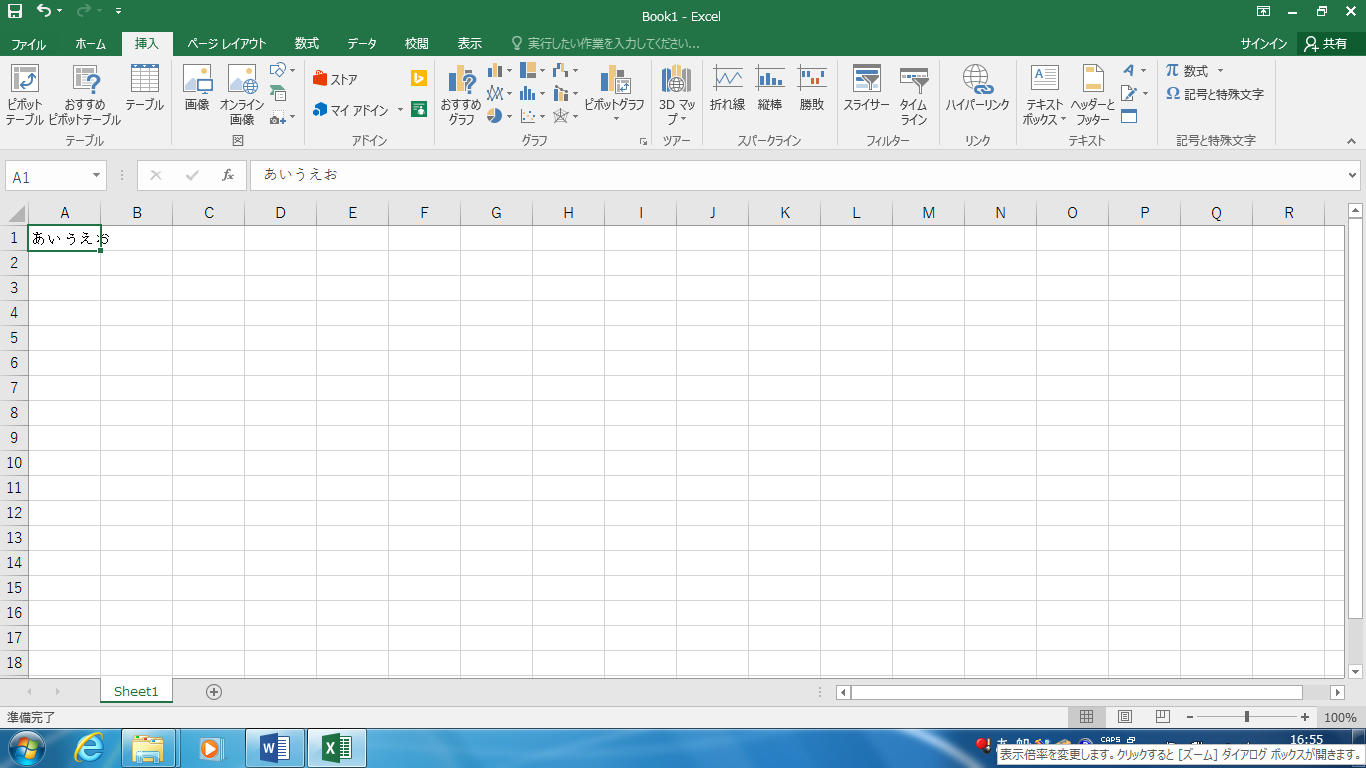 Book1 - Excel
ファイル ホーム 挿入 ページ レイアウト 数式 データ 校閲 表示 実行したい作業を入力してください... サインイン 共有
ピボット
テーブル
おすすめ
ピボットテーブル
テーブル
テーブル
画像
オンライン
画像
図
ストア
マイ アドイン
アドイン
おすすめ
グラフ
ピボットグラフ
グラフ
3D マッ
プ
ツアー
折れ線
縦棒
勝敗
スパークライン
スライサー
タイム
ライン
フィルター
ハイパーリンク
リンク
テキスト
ボックス
ヘッダーと
フッター
テキスト
π 数式
Ω 記号と特殊文字
記号と特殊文字
A1 fx あいうえお
A B C D E F G H I J K L M N O P Q R
1 あいうえお
2
3
4
5
6
7
8
9
10
11
12
13
14
15
16
17
18
Sheet1
準備完了 100%
CAPS
16:55
表示倍率を変更します。クリックすると [ズーム] ダイアログ ボックスが開きます。